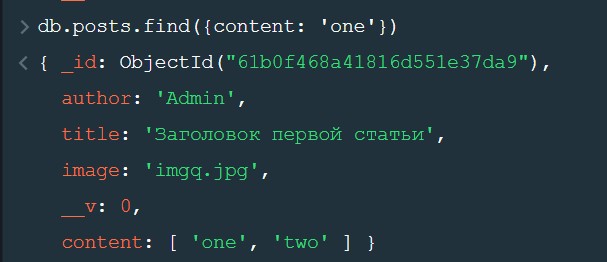 > db.posts.find({content: 'one'})
< { _id: ObjectId("61b0f468a41816d551e37da9"),
author: 'Admin',
title: 'Заголовок первой статьи',
image: 'imgq.jpg',
__v: 0,
content: [ 'one', 'two' ] }